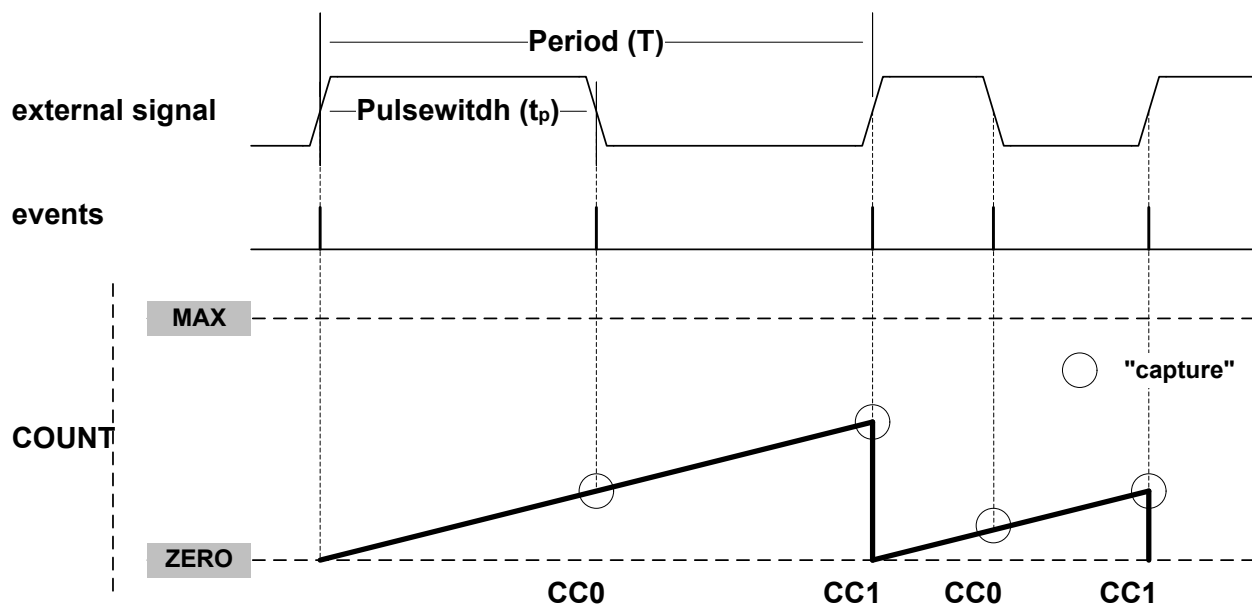 Period (T)
external signal
Pulsewitdh (tp)
events
MAX
"capture"
COUNT
ZERO
CC0 CC1 CC0 CC1